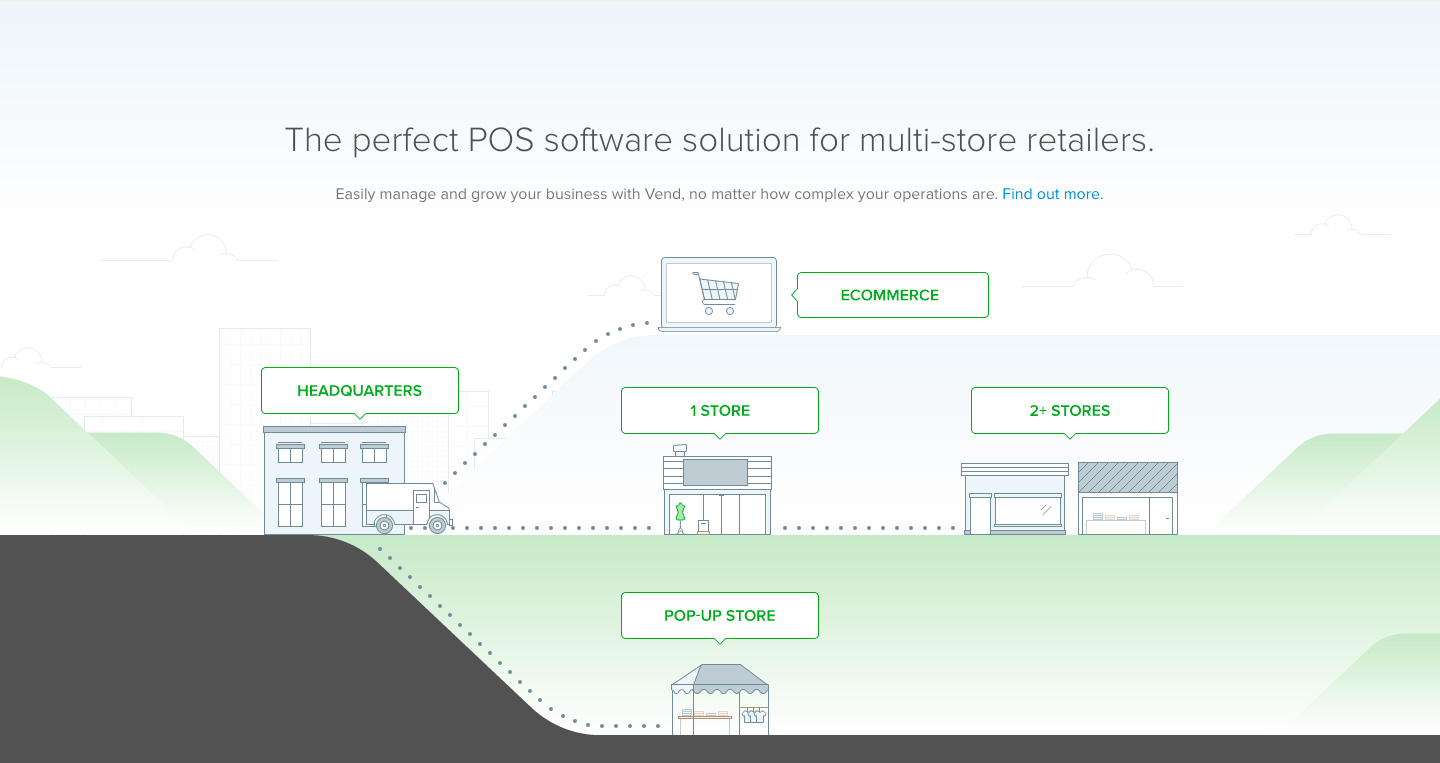 The perfect POS software solution for multi-store retailers.
Easily manage and grow your business with Vend, no matter how complex your operations are. Find out more.
ECOMMERCE
HEADQUARTERS
1 STORE
2+ STORES
POP-UP STORE